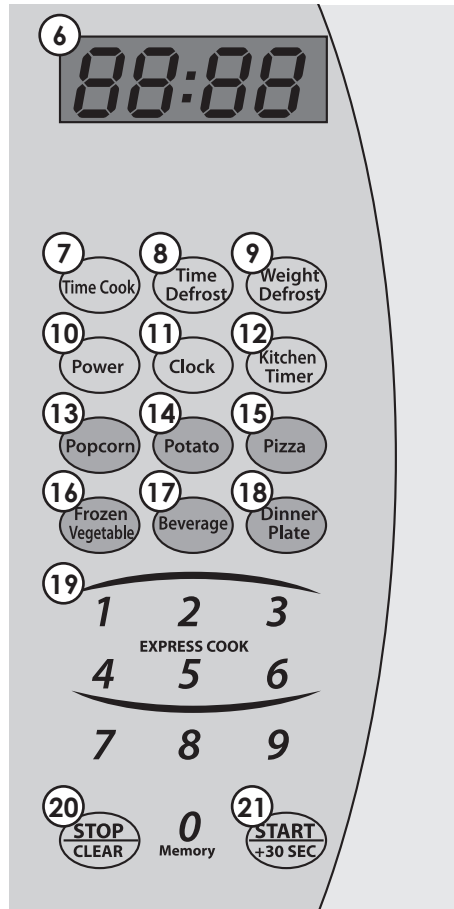 6
88:88
7 8 9
Time Cook
Time
Defrost
Weight
Defrost
10 11 12
Power
Clock
Kitchen
Timer
13 14 15
Popcorn
Potato
Pizza
16 17 18
Frozen
Vegetable
Beverage
Dinner
Plate
19
1 2 3
EXPRESS COOK
4 5 6
7 8 9
20
STOP
CLEAR
0
Memory
21
START
+30 SEC